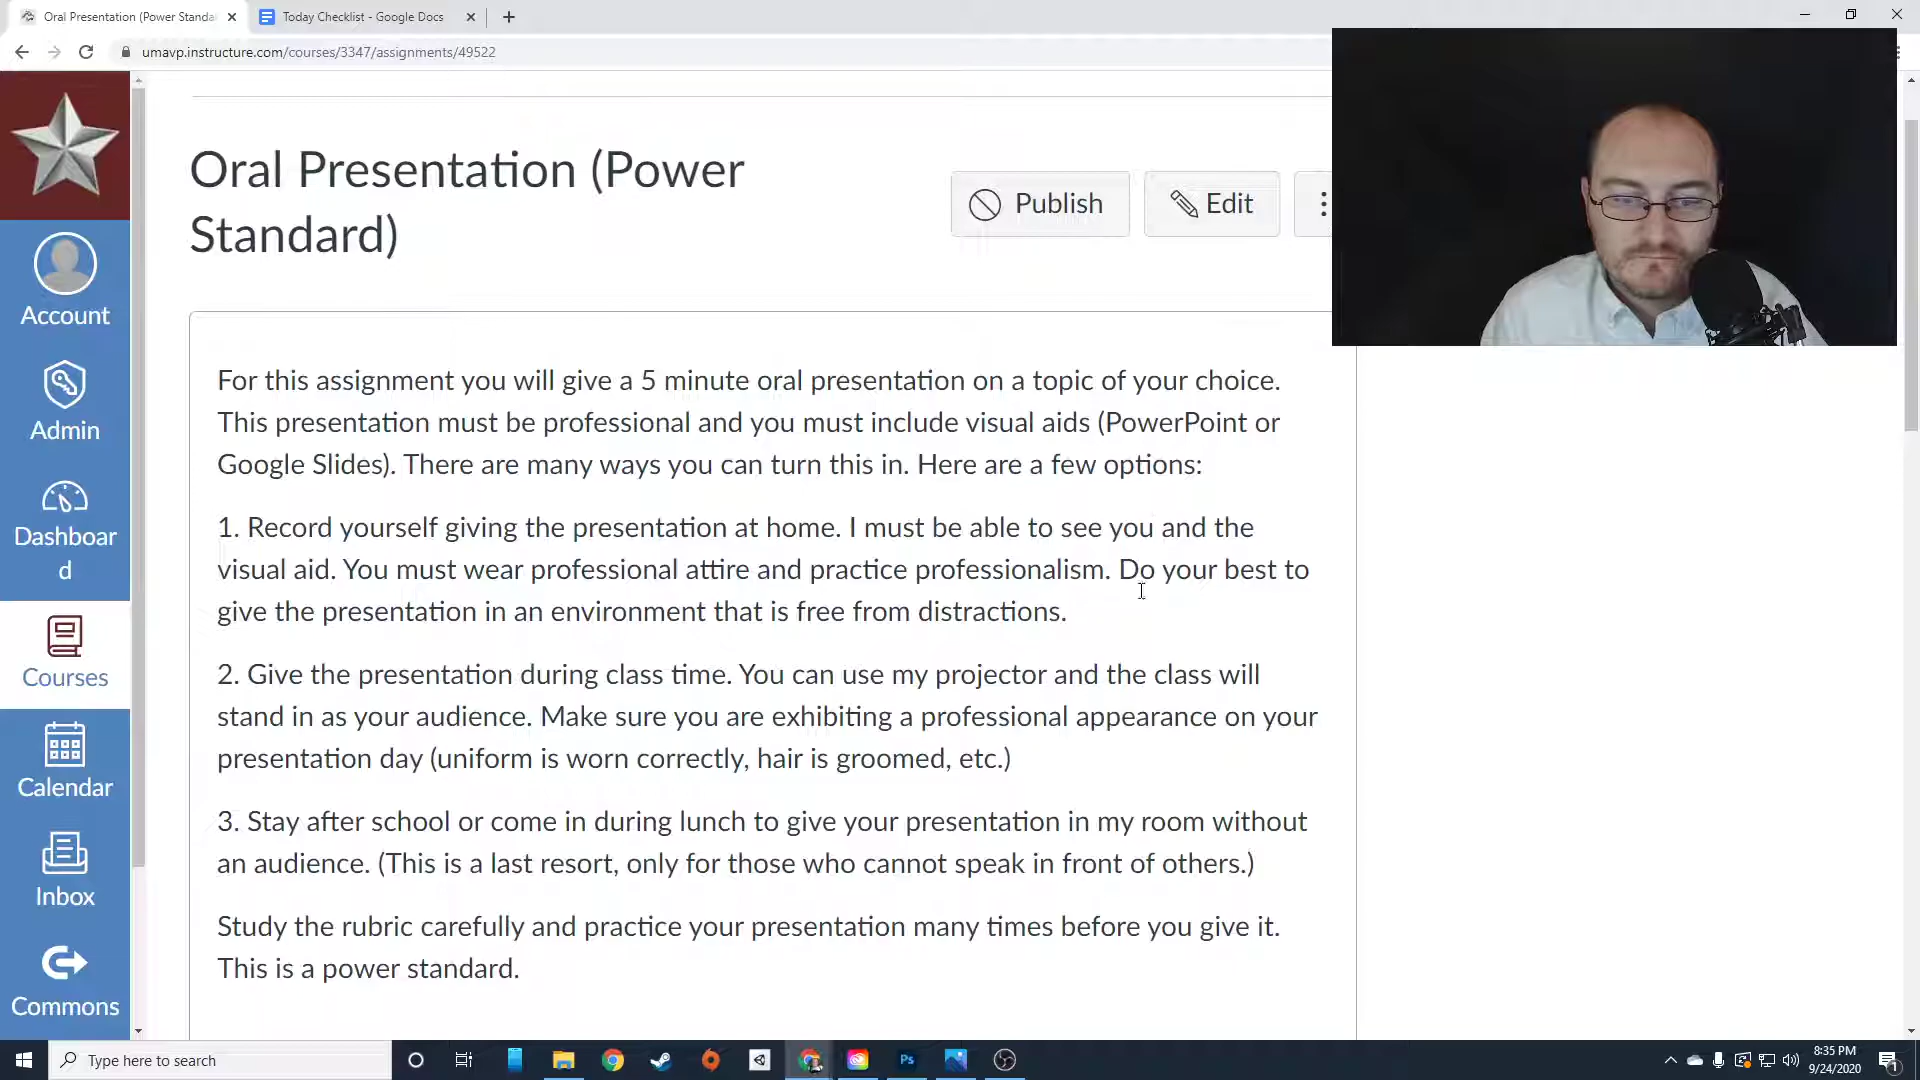 Oral Presentation (Power Standa
Today Checklist - Google Docs
umavp.instructure.com/courses/3347/assignments/49522
Account
Admin
Dashboar
d
Courses
Calendar
Inbox
Commons
Oral Presentation (Power
Standard)
Publish
Edit
For this assignment you will give a 5 minute oral presentation on a topic of your choice.
This presentation must be professional and you must include visual aids (PowerPoint or
Google Slides). There are many ways you can turn this in. Here are a few options:
1. Record yourself giving the presentation at home. I must be able to see you and the
visual aid. You must wear professional attire and practice professionalism. Do your best to
give the presentation in an environment that is free from distractions.
2. Give the presentation during class time. You can use my projector and the class will
stand in as your audience. Make sure you are exhibiting a professional appearance on your
presentation day (uniform is worn correctly, hair is groomed, etc.)
3. Stay after school or come in during lunch to give your presentation in my room without
an audience. (This is a last resort, only for those who cannot speak in front of others.)
Study the rubric carefully and practice your presentation many times before you give it.
This is a power standard.
Type here to search
Ps
8:35 PM
9/24/2020
1